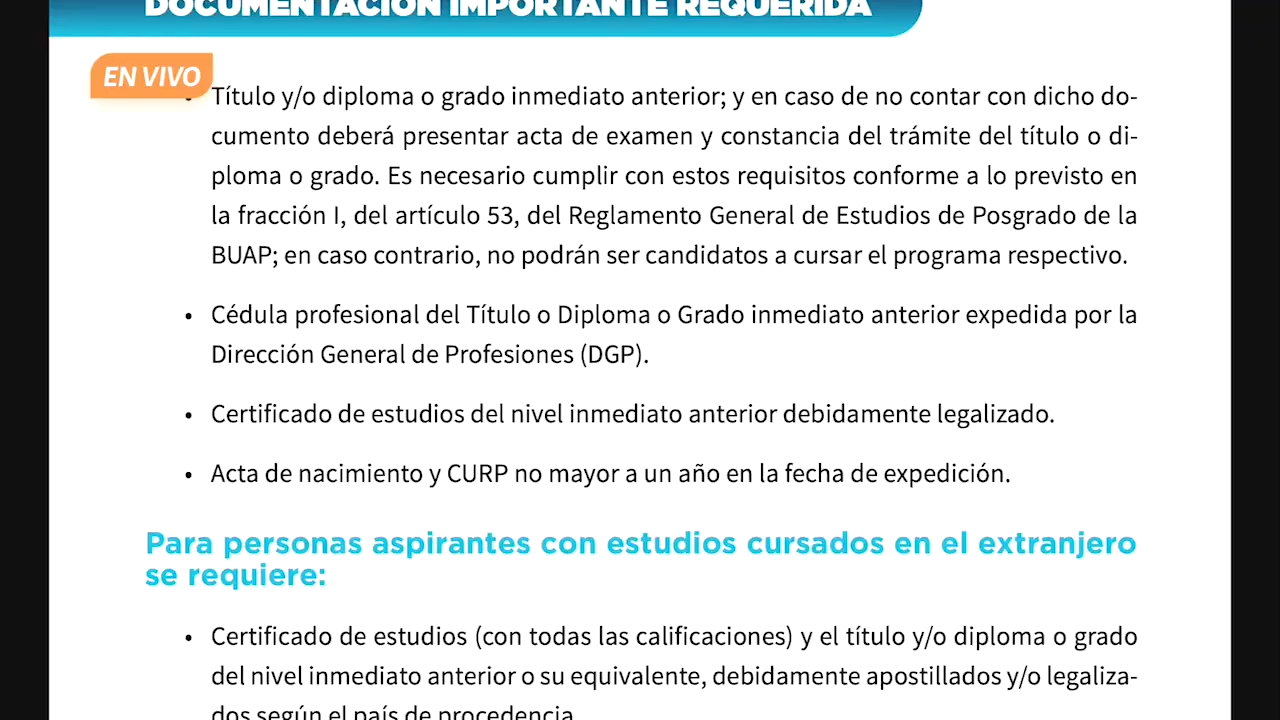 DOCUMENTACIÓN IMPORTANTE REQUERIDA
EN VIVO
• Título y/o diploma o grado inmediato anterior; y en caso de no contar con dicho do-
cumento deberá presentar acta de examen y constancia del trámite del título o di-
ploma o grado. Es necesario cumplir con estos requisitos conforme a lo previsto en
la fracción I, del artículo 53, del Reglamento General de Estudios de Posgrado de la
BUAP; en caso contrario, no podrán ser candidatos a cursar el programa respectivo.
• Cédula profesional del Título o Diploma o Grado inmediato anterior expedida por la
Dirección General de Profesiones (DGP).
• Certificado de estudios del nivel inmediato anterior debidamente legalizado.
• Acta de nacimiento y CURP no mayor a un año en la fecha de expedición.
Para personas aspirantes con estudios cursados en el extranjero
se requiere:
• Certificado de estudios (con todas las calificaciones) y el título y/o diploma o grado
del nivel inmediato anterior o su equivalente, debidamente apostillados y/o legaliza-
dos según el país de procedencia